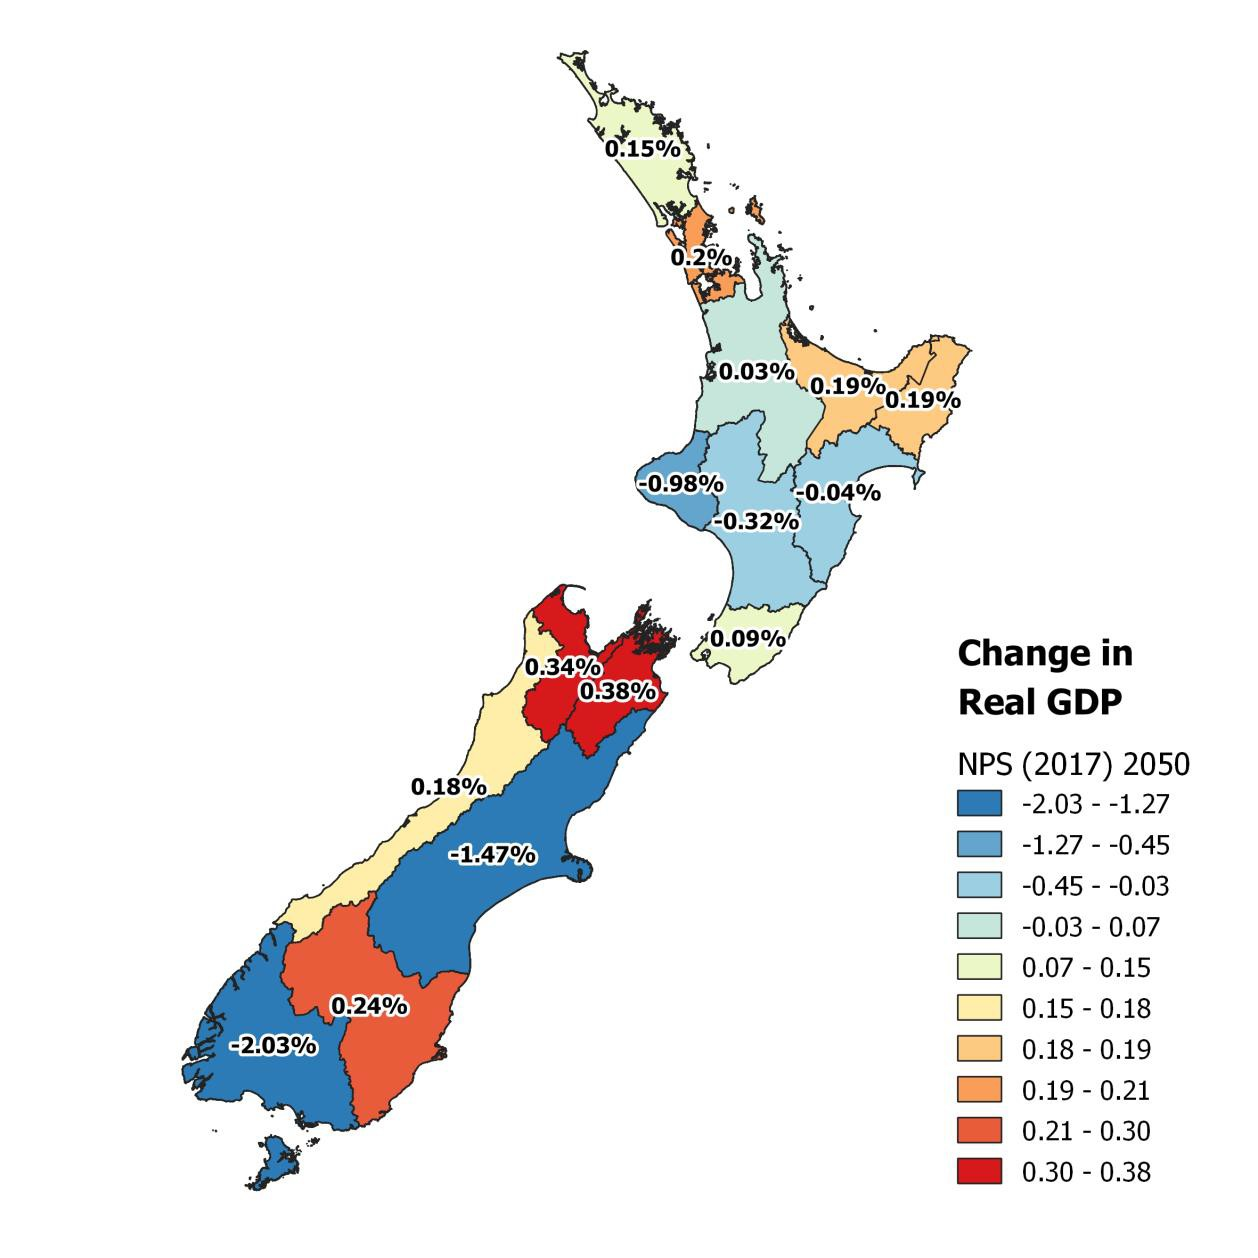 0.15%
0.2%
0.03%
0.19%
0.19%
-0.98%
-0.04%
-0.32%
0.09%
0.34%
0.38%
0.18%
-1.47%
0.24%
-2.03%
Change in
Real GDP
NPS (2017) 2050
-2.03 - -1.27
-1.27 - -0.45
-0.45 - -0.03
-0.03 - 0.07
0.07 - 0.15
0.15 - 0.18
0.18 - 0.19
0.19 - 0.21
0.21 - 0.30
0.30 - 0.38